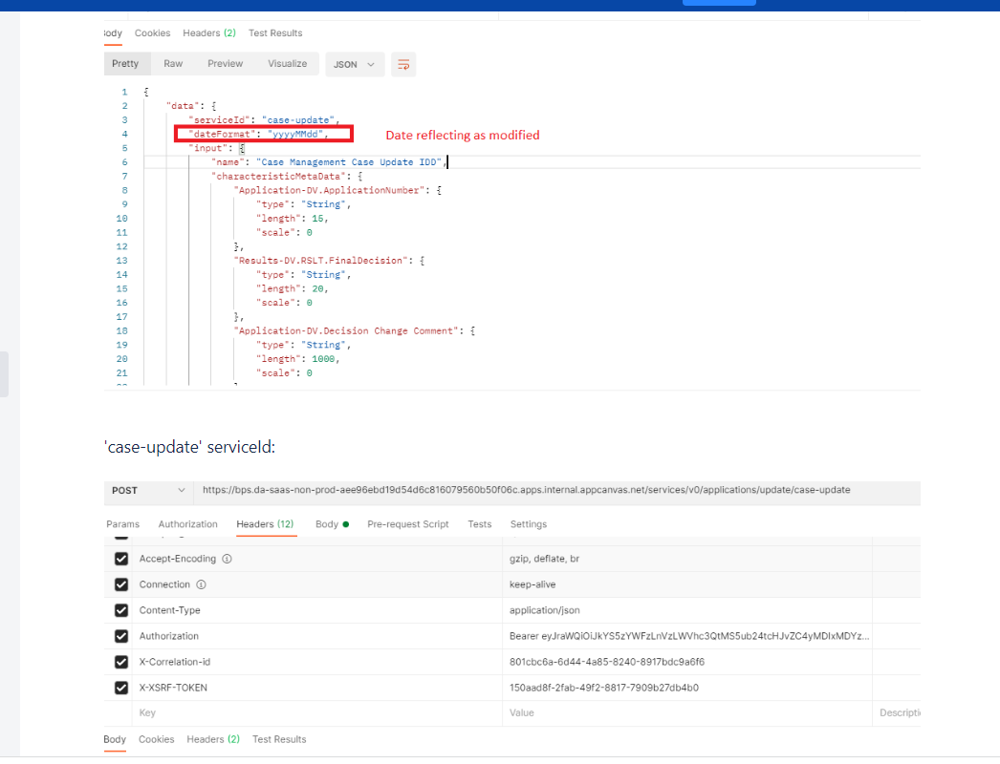 Body Cookies Headers (2) Test Results
Pretty Raw Preview Visualize JSON
1 {
2 "data": {
3 "serviceId": "case-update",
4 "dateFormat": "yyyyMMdd", Date reflecting as modified
5 "input": {
6 "name": "Case Management Case Update IDD",
7 "characteristicMetaData": {
8 "Application-DV.ApplicationNumber": {
9 "type": "String",
10 "length": 15,
11 "scale": 0
12 },
13 "Results-DV.RSLT.FinalDecision": {
14 "type": "String",
15 "length": 20,
16 "scale": 0
17 },
18 "Application-DV.Decision Change Comment": {
19 "type": "String",
20 "length": 1000,
21 "scale": 0
'case-update' serviceId:
POST https://bps.da-saas-non-prod-aee96ebd19d54d6c816079560b50f06c.apps.internal.appcanvas.net/services/v0/applications/update/case-update
Params Authorization Headers (12) Body Pre-request Script Tests Settings
Accept-Encoding gzip, deflate, br
Connection keep-alive
Content-Type application/json
Authorization Bearer eyJraWQiOiJkYS5zYWFzLnVzLWVhc3QtMS5ub24tcHJvZC4yMDIxMDYz...
X-Correlation-id 801cbc6a-6d44-4a85-8240-8917bdc9a6f6
X-XSRF-TOKEN 150aad8f-2fab-49f2-8817-7909b27db4b0
Key Value Descripti
Body Cookies Headers (2) Test Results